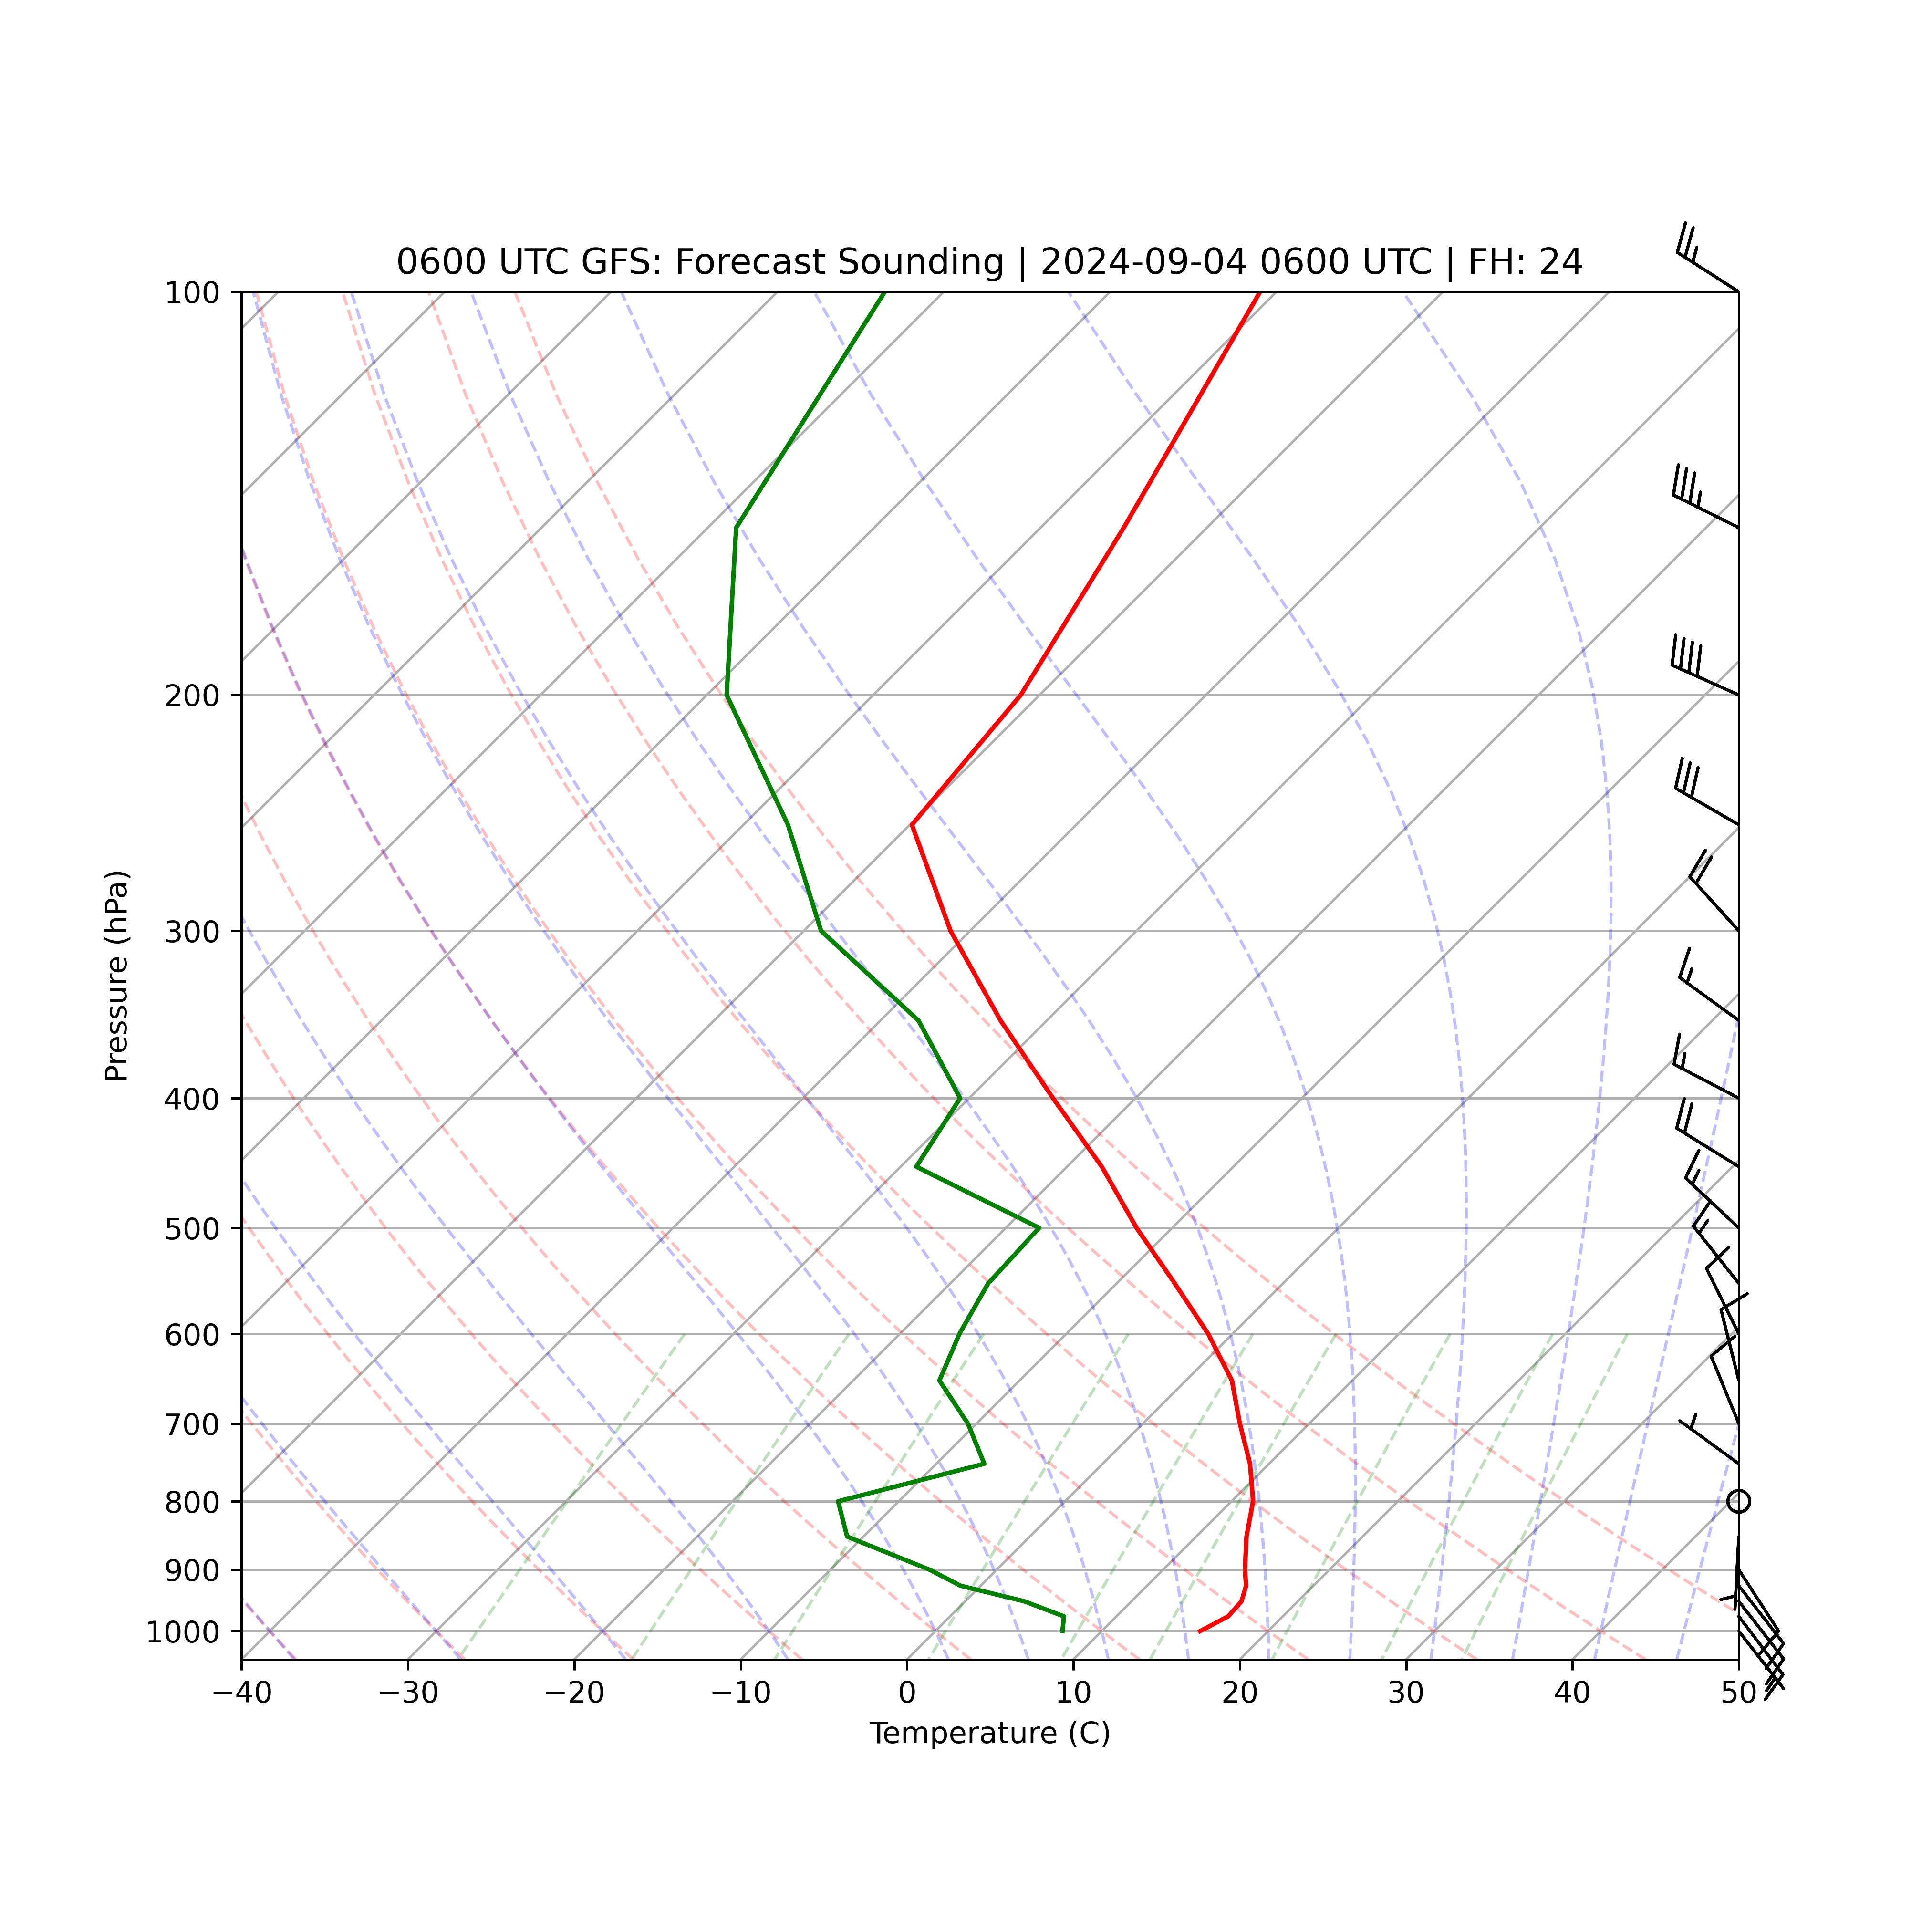 0600 UTC GFS: Forecast Sounding | 2024-09-04 0600 UTC | FH: 24
100
200
300
400
500
600
700
800
900
1000
Pressure (hPa)
−40 −30 −20 −10 0 10 20 30 40 50
Temperature (C)